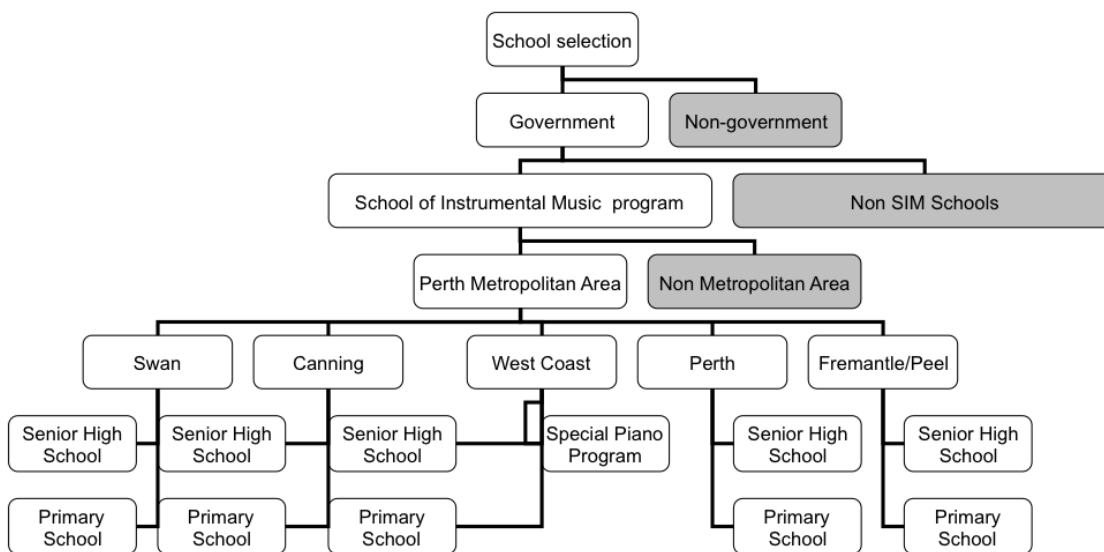 School selection
Government
Non-government
School of Instrumental Music program
Non SIM Schools
Perth Metropolitan Area
Non Metropolitan Area
Swan
Canning
West Coast
Perth
Fremantle/Peel
Senior High
School
Senior High
School
Senior High
School
Special Piano
Program
Senior High
School
Senior High
School
Primary
School
Primary
School
Primary
School
Primary
School
Primary
School